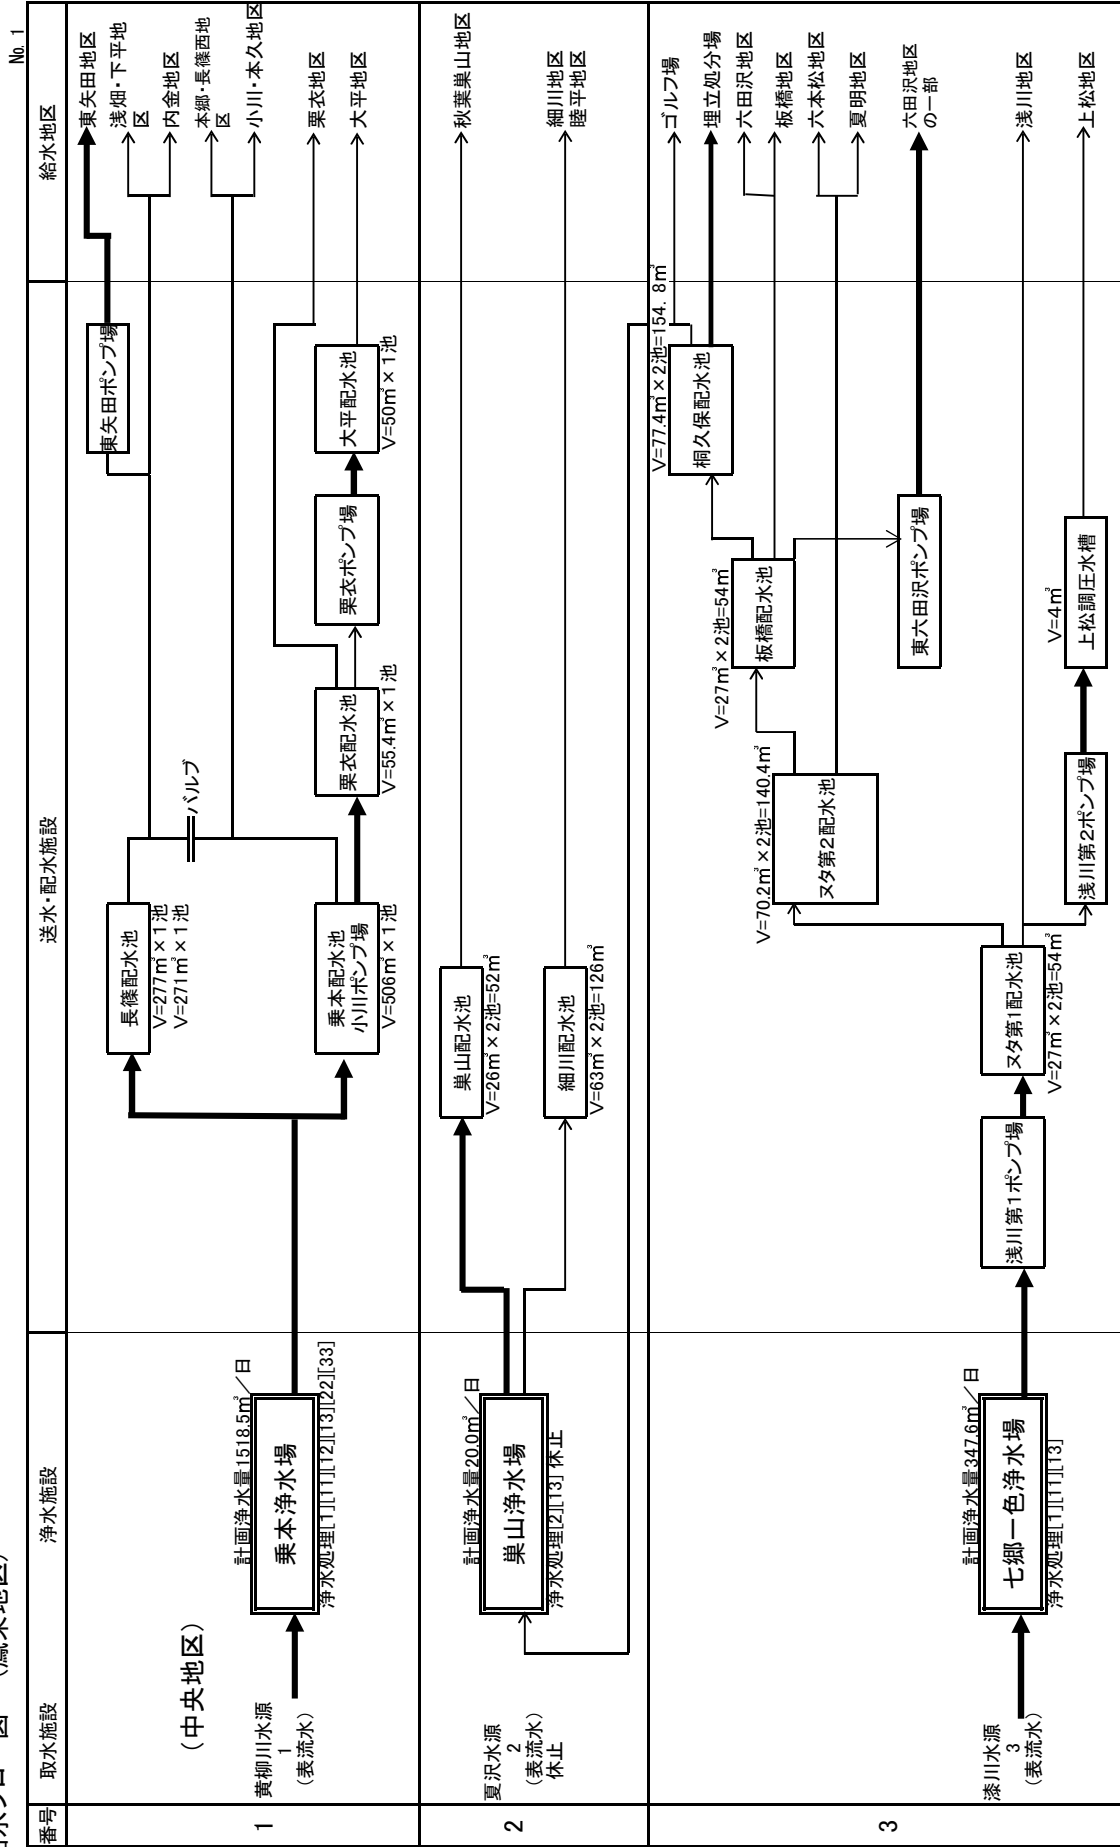 No. 1
番号
取水施設
浄水施設
送水・配水施設
給水地区
1
(中央地区)
黄柳川水源
1
(表流水)
計画浄水量1518.5㎥／日
乗本浄水場
浄水処理[1][11][12][13][22][33]
長篠配水池
V=277㎥×1池
V=271㎥×1池
バルブ
乗本配水池
小川ポンプ場
V=506㎥×1池
栗衣配水池
V=55.4㎥×1池
栗衣ポンプ場
大平配水池
V=50㎥×1池
東矢田ポンプ場
東矢田地区
浅畑・下平地
区
内金地区
本郷・長篠西地
区
小川・本久地区
栗衣地区
大平地区
2
夏沢水源
2
(表流水)
休止
計画浄水量20.0㎥／日
巣山浄水場
浄水処理[2][13] 休止
巣山配水池
V=26㎥×2池=52㎥
細川配水池
V=63㎥×2池=126㎥
秋葉巣山地区
細川地区
睦平地区
3
漆川水源
3
(表流水)
計画浄水量347.6㎥／日
七郷一色浄水場
浄水処理[1][11][13]
浅川第1ポンプ場
ヌタ第1配水池
V=27㎥×2池=54㎥
V=70.2㎥×2池=140.4㎥
ヌタ第2配水池
V=27㎥×2池=54㎥
板橋配水池
V=77.4㎥×2池=154. 8㎥
桐久保配水池
東六田沢ポンプ場
浅川第2ポンプ場
V=4㎥
上松調圧水槽
ゴルフ場
埋立処分場
六田沢地区
板橋地区
六本松地区
夏明地区
六田沢地区
の一部
浅川地区
上松地区